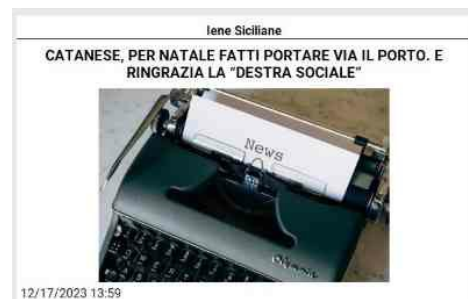 Iene Siciliane
CATANESE, PER NATALE FATTI PORTARE VIA IL PORTO. E
RINGRAZIA LA "DESTRA SOCIALE"
News
Olympia
12/17/2023 13:59